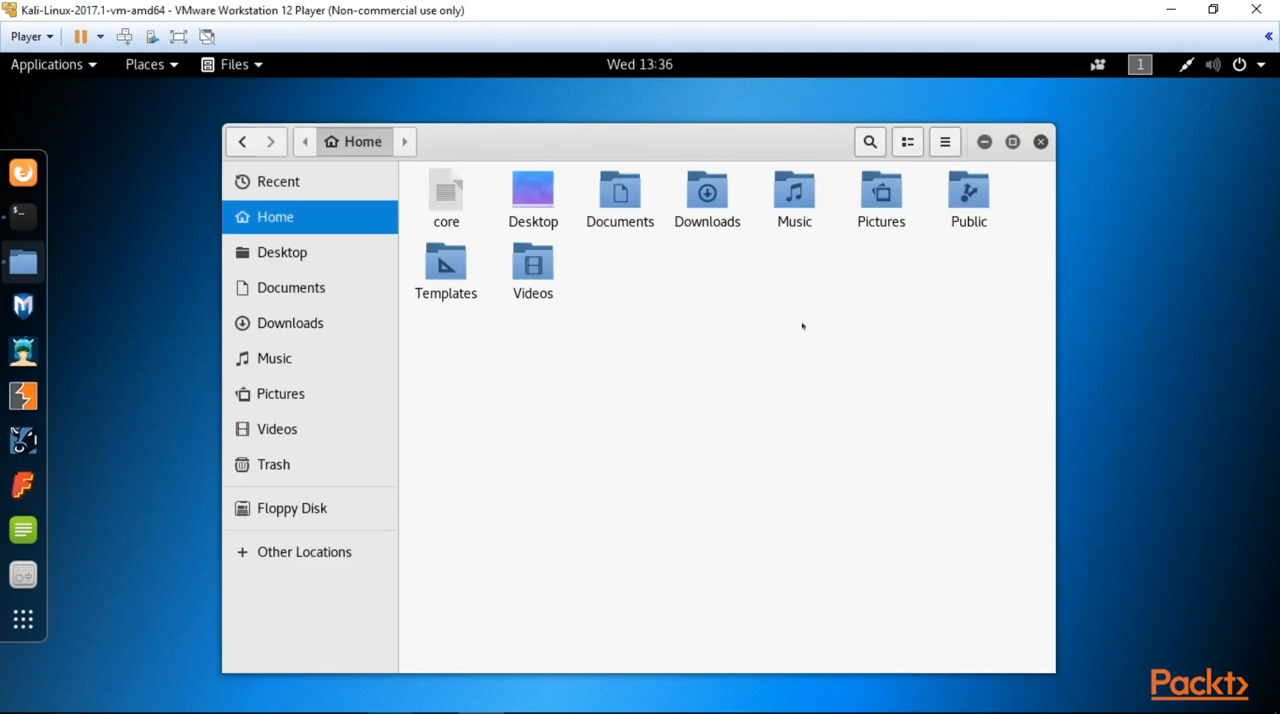 Kali-Linux-2017.1-vm-amd64 - VMware Workstation 12 Player (Non-commercial use only)
Player
Applications Places Files Wed 13:36 1
Home
Recent
Home
Desktop
Documents
Downloads
Music
Pictures
Videos
Trash
Floppy Disk
+ Other Locations
core Desktop Documents Downloads Music Pictures Public
Templates Videos
Packt